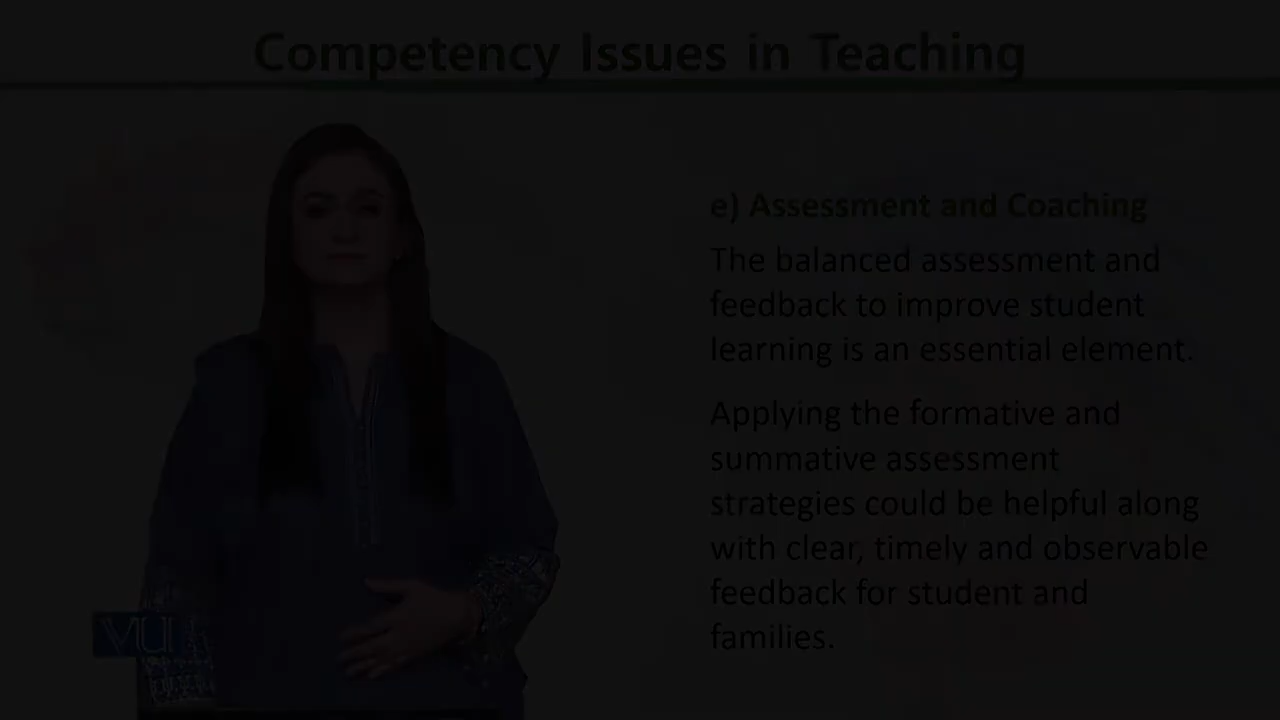 Competency Issues in Teaching
e) Assessment and Coaching
The balanced assessment and
feedback to improve student
learning is an essential element.
Applying the formative and
summative assessment
strategies could be helpful along
with clear, timely and observable
feedback for student and
families.
VU